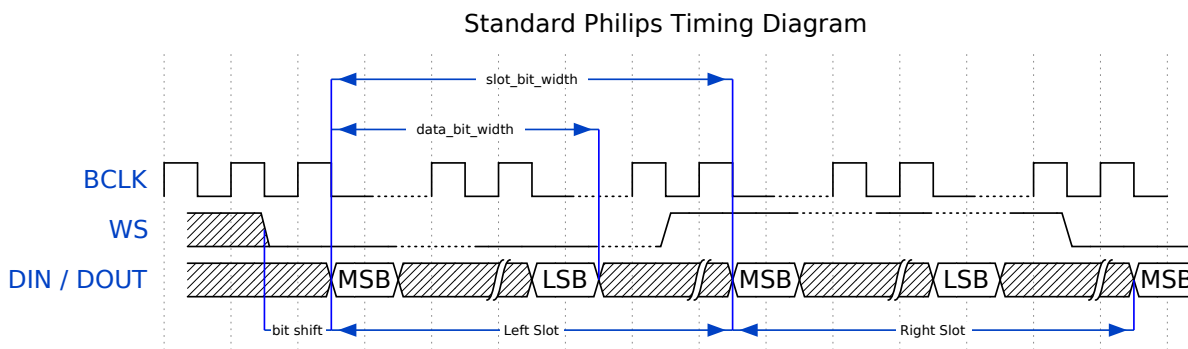 Standard Philips Timing Diagram
slot_bit_width
data_bit_width
BCLK
WS
DIN / DOUT
MSB
LSB
MSB
LSB
MSB
bit shift
Left Slot
Right Slot